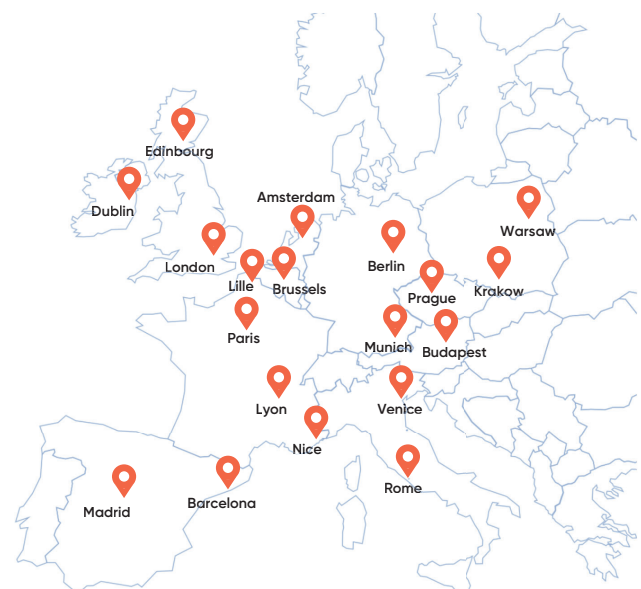 Edinbourg
Dublin
Amsterdam
Warsaw
London
Berlin
Lille
Brussels
Prague
Krakow
Paris
Munich
Budapest
Lyon
Venice
Nice
Rome
Barcelona
Madrid